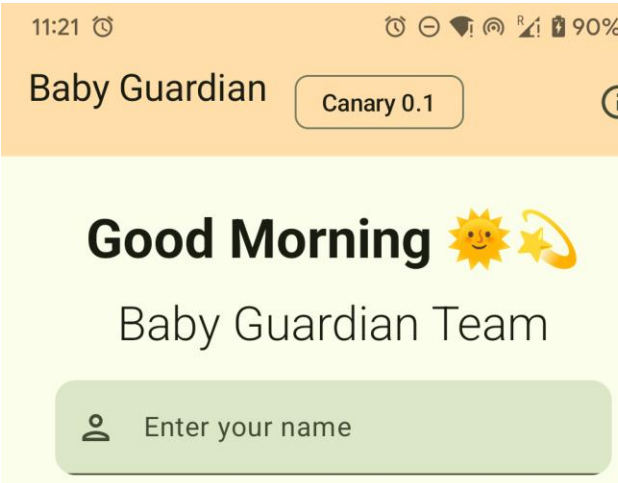 11:21 R 90%
Baby Guardian Canary 0.1
Good Morning 🌞💫
Baby Guardian Team
Enter your name